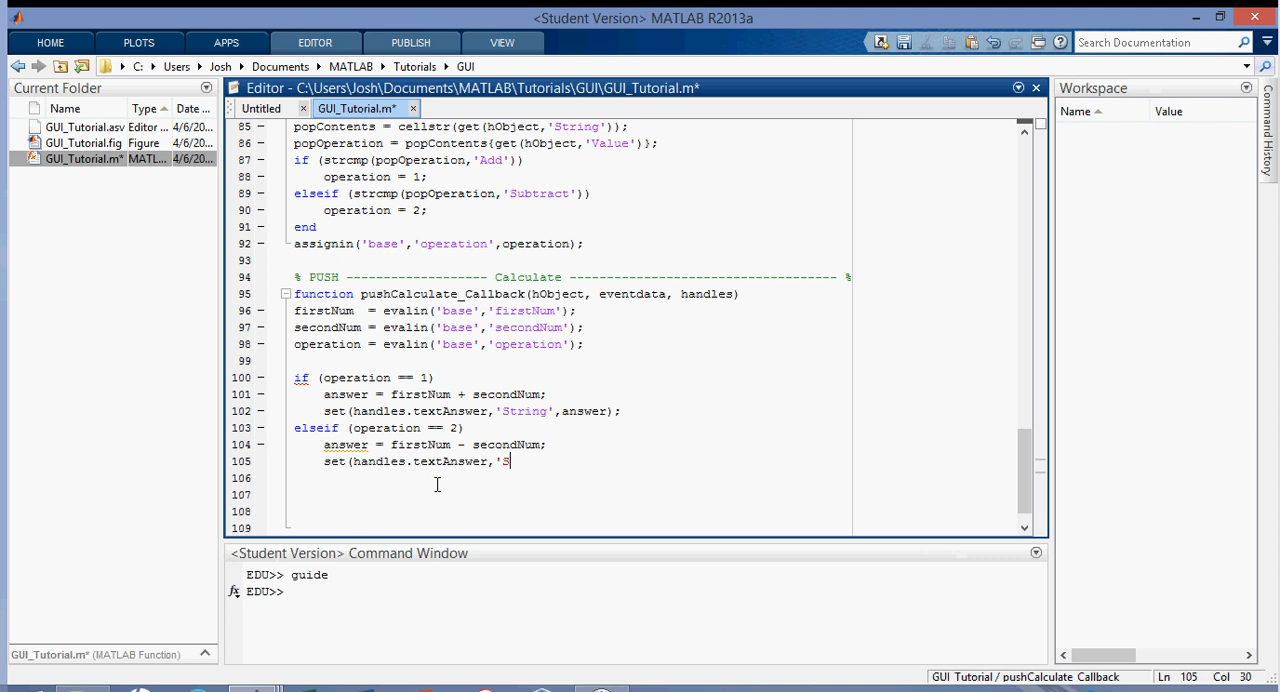 <Student Version> MATLAB R2013a
HOME PLOTS APPS EDITOR PUBLISH VIEW Search Documentation
C: Users Josh Documents MATLAB Tutorials GUI
Current Folder
Name Type Date ...
GUI_Tutorial.asv Editor ... 4/6/20...
GUI_Tutorial.fig Figure 4/6/20...
GUI_Tutorial.m* MATL... 4/6/20...
GUI_Tutorial.m* (MATLAB Function)
Editor - C:\Users\Josh\Documents\MATLAB\Tutorials\GUI\GUI_Tutorial.m*
Untitled GUI_Tutorial.m*
85 - popContents = cellstr(get(hObject,'String'));
86 - popOperation = popContents{get(hObject,'Value')};
87 - if (strcmp(popOperation,'Add'))
88 - operation = 1;
89 - elseif (strcmp(popOperation,'Subtract'))
90 - operation = 2;
91 - end
92 - assignin('base','operation',operation);
93
94 % PUSH ------------------- Calculate ------------------------------------ %
95 function pushCalculate_Callback(hObject, eventdata, handles)
96 - firstNum = evalin('base','firstNum');
97 - secondNum = evalin('base','secondNum');
98 - operation = evalin('base','operation');
99
100 - if (operation == 1)
101 - answer = firstNum + secondNum;
102 - set(handles.textAnswer,'String',answer);
103 - elseif (operation == 2)
104 - answer = firstNum - secondNum;
105 set(handles.textAnswer,'S
106
107
108
109
<Student Version> Command Window
EDU>> guide
fx EDU>>
Workspace
Name Value
Command History
GUI Tutorial / pushCalculate Callback Ln 105 Col 30